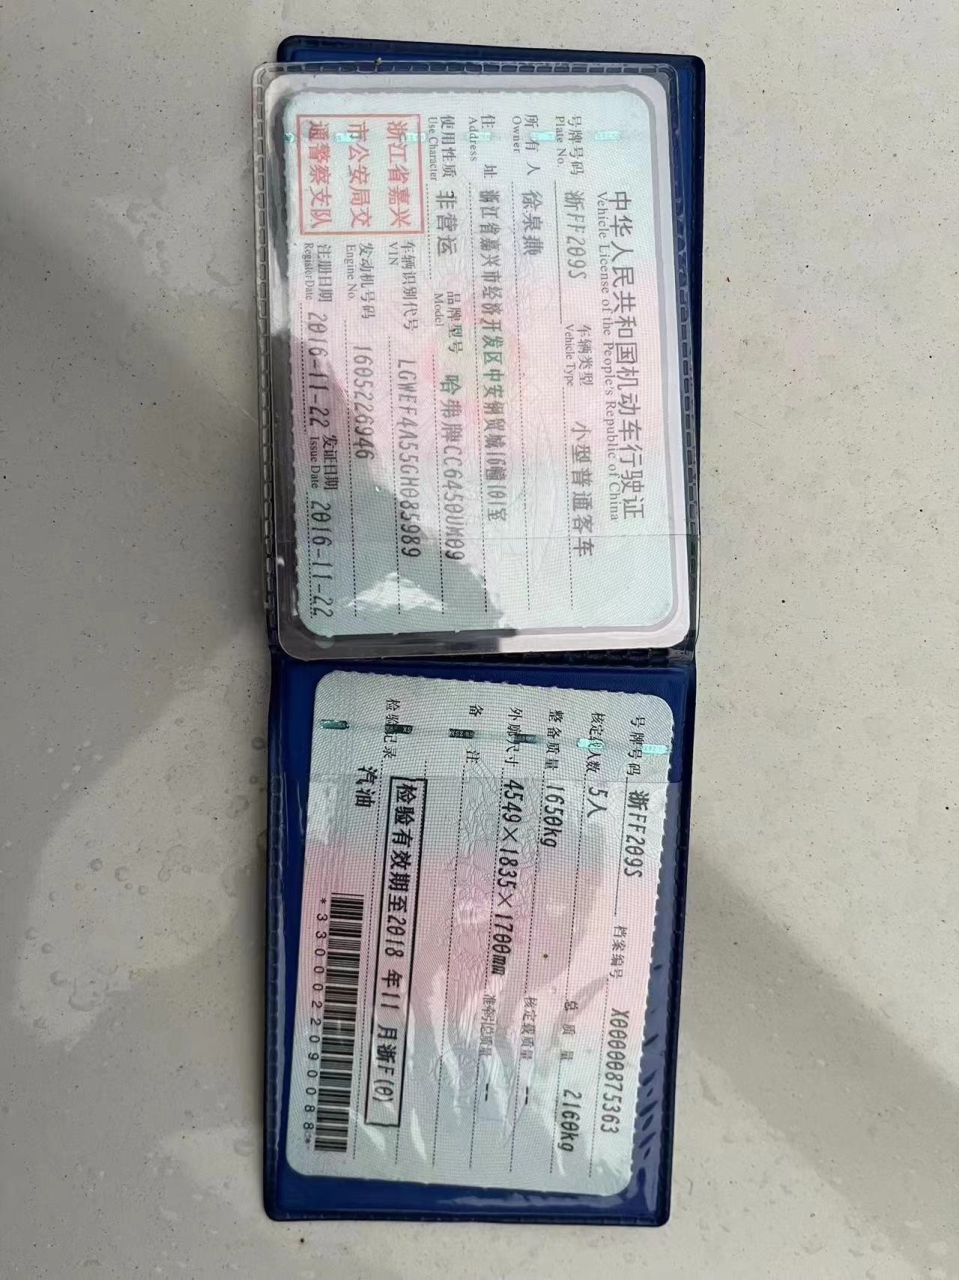 中华人民共和国机动车行驶证
Vehicle License of the People's Republic of China
号牌号码 浙FF209S 车辆类型 小型普通客车
Plate No. Vehicle Type
所有人 徐泉燕
Owner
住址 浙江省嘉兴市经济开发区中安钢贸城16幢101室
Address
使用性质 非营运 品牌型号 哈弗牌CC6450UM09
Use Character Model
浙江省嘉兴
市公安局交
通警察支队
车辆识别代号 LGWEF4A55GH085989
VIN
发动机号码 1605226946
Engine No.
注册日期 2016-11-22 发证日期 2016-11-22
Register Date Issue Date
号牌号码 浙FF209S 档案编号 X00000875363
核定载人数 5人 总质量 2160kg
整备质量 1650kg 核定载质量 --
外廓尺寸 4549×1835×1700mm 准牵引总质量 --
备注
检验有效期至2018年11月浙F(0)
检验记录
汽油
*3300022090088*